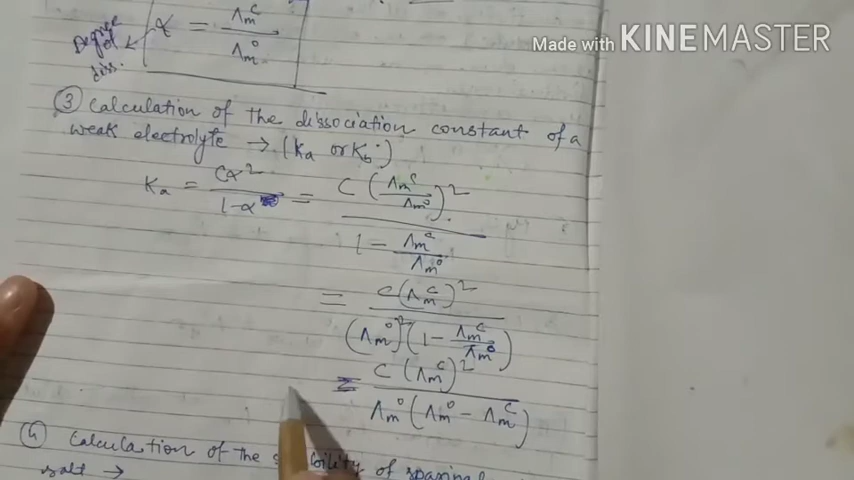 Made with KINEMASTER
Degree of diss. ← α = Λm^c / Λm^o
③ Calculation of the dissociation constant of a
weak electrolyte → (Ka or Kb)
Ka = Cα² / 1-α = C (Λm^c / Λm^o)² / 1 - Λm^c / Λm^o
= C (Λm^c)² / (Λm^o)² (1 - Λm^c / Λm^o)
= C (Λm^c)² / Λm^o (Λm^o - Λm^c)
④ Calculation of the of sparing
salt →